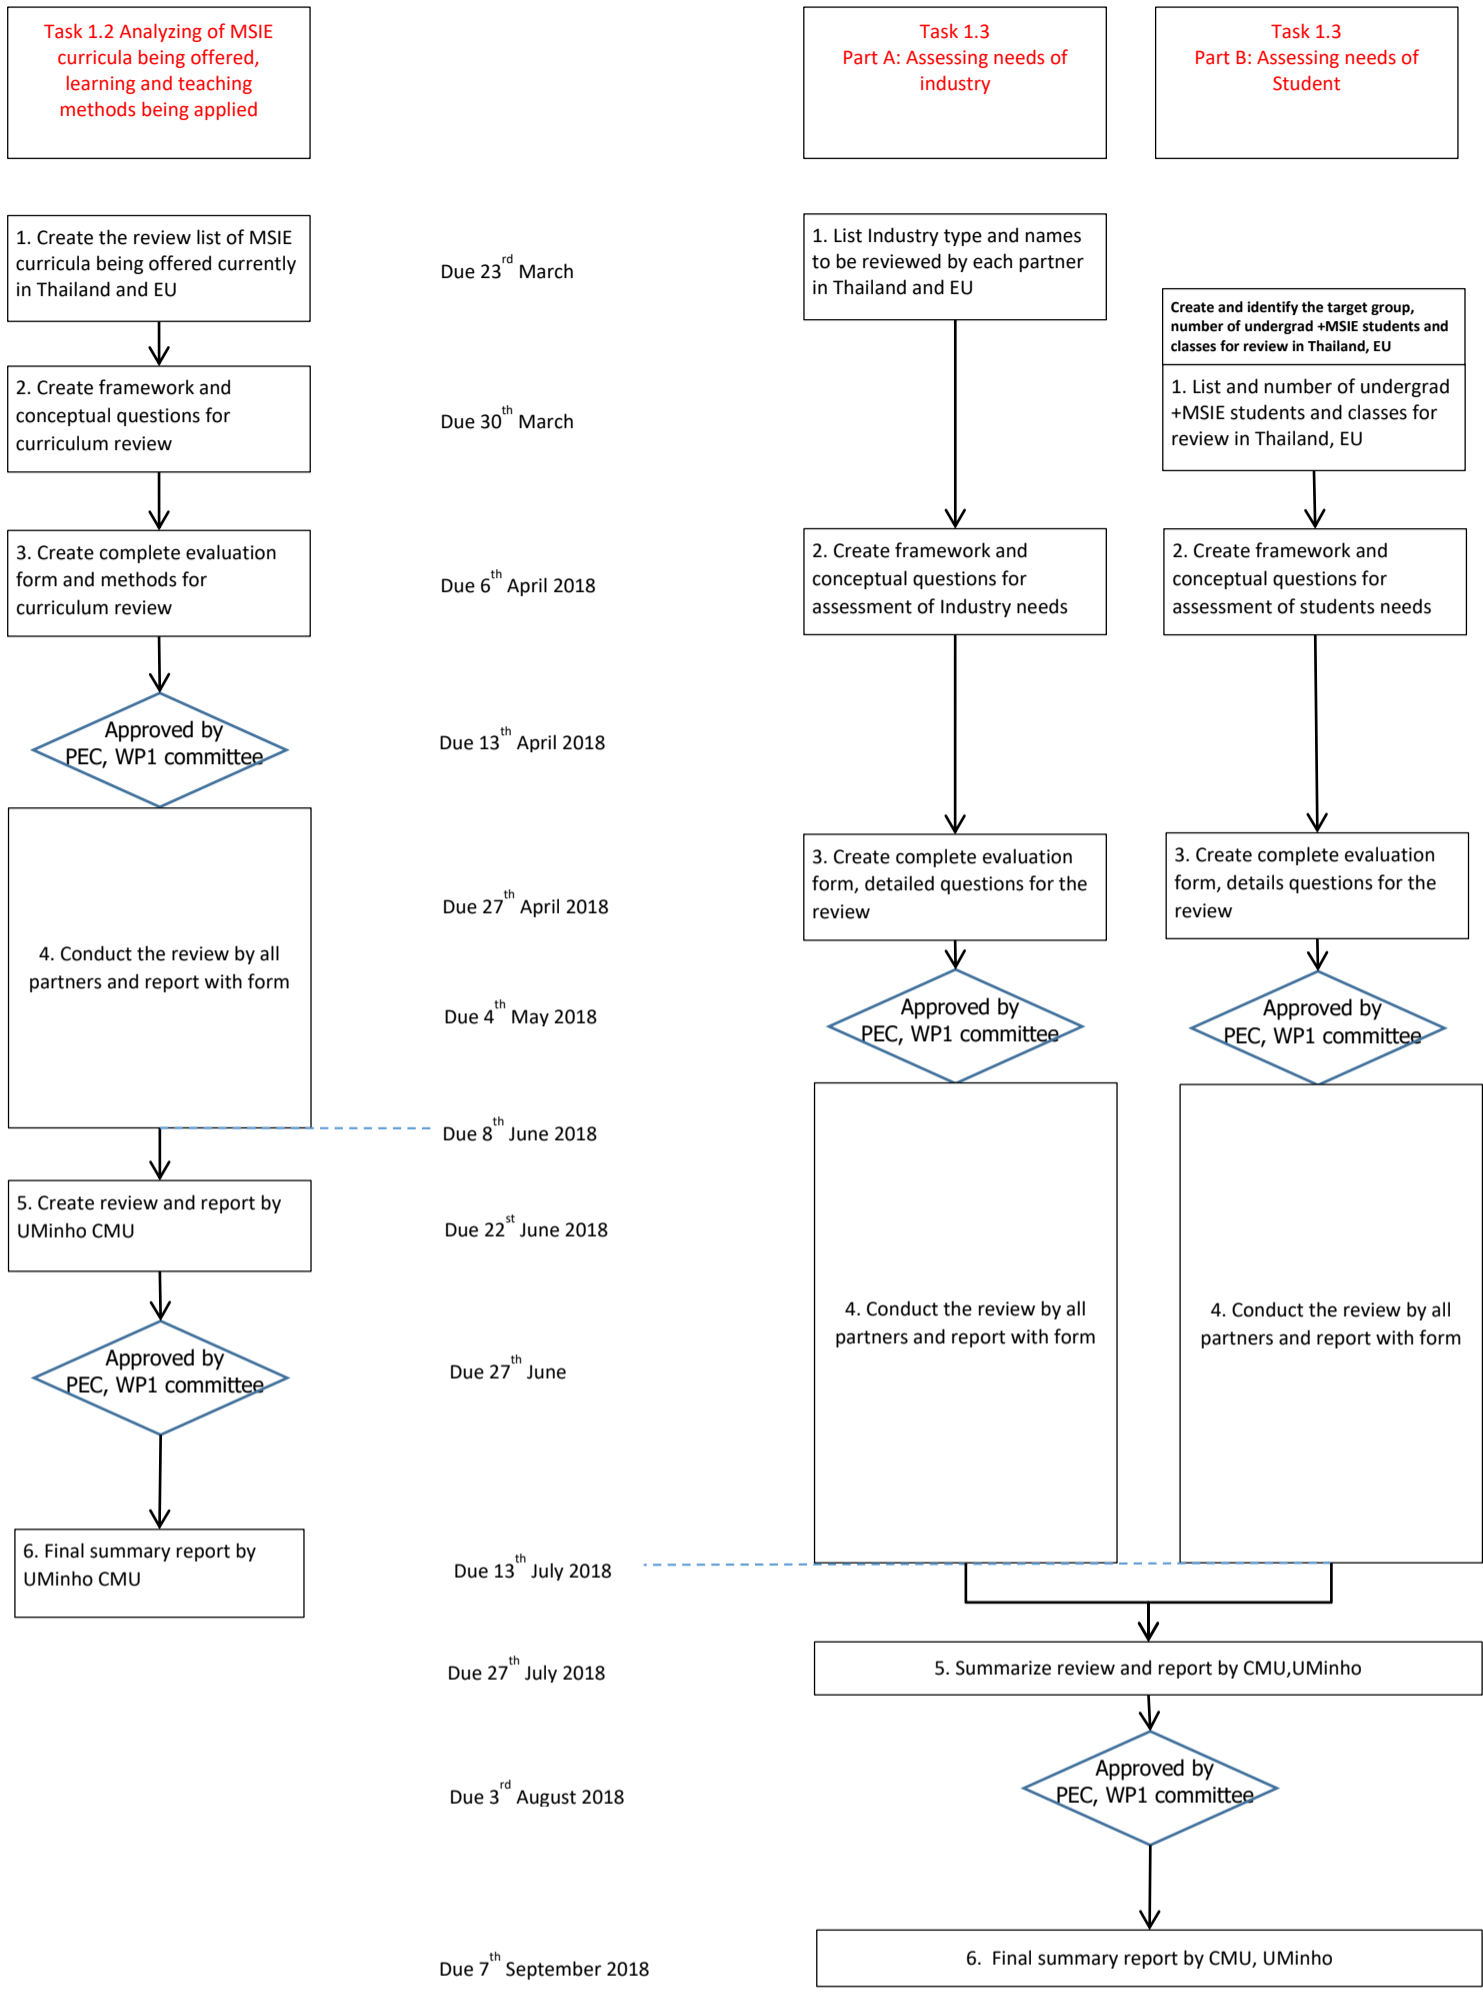 Task 1.2 Analyzing of MSIE
curricula being offered,
learning and teaching
methods being applied
Task 1.3
Part A: Assessing needs of
industry
Task 1.3
Part B: Assessing needs of
Student
1. Create the review list of MSIE
curricula being offered currently
in Thailand and EU
Due 23rd March
1. List Industry type and names
to be reviewed by each partner
in Thailand and EU
Create and identify the target group,
number of undergrad +MSIE students and
classes for review in Thailand, EU
2. Create framework and
conceptual questions for
curriculum review
Due 30th March
1. List and number of undergrad
+MSIE students and classes for
review in Thailand, EU
3. Create complete evaluation
form and methods for
curriculum review
Due 6th April 2018
2. Create framework and
conceptual questions for
assessment of Industry needs
2. Create framework and
conceptual questions for
assessment of students needs
Approved by
PEC, WP1 committee
Due 13th April 2018
4. Conduct the review by all
partners and report with form
Due 27th April 2018
3. Create complete evaluation
form, detailed questions for the
review
3. Create complete evaluation
form, details questions for the
review
Due 4th May 2018
Approved by
PEC, WP1 committee
Approved by
PEC, WP1 committee
Due 8th June 2018
5. Create review and report by
UMinho CMU
Due 22st June 2018
4. Conduct the review by all
partners and report with form
4. Conduct the review by all
partners and report with form
Approved by
PEC, WP1 committee
Due 27th June
6. Final summary report by
UMinho CMU
Due 13th July 2018
Due 27th July 2018
5. Summarize review and report by CMU,UMinho
Due 3rd August 2018
Approved by
PEC, WP1 committee
Due 7th September 2018
6. Final summary report by CMU, UMinho